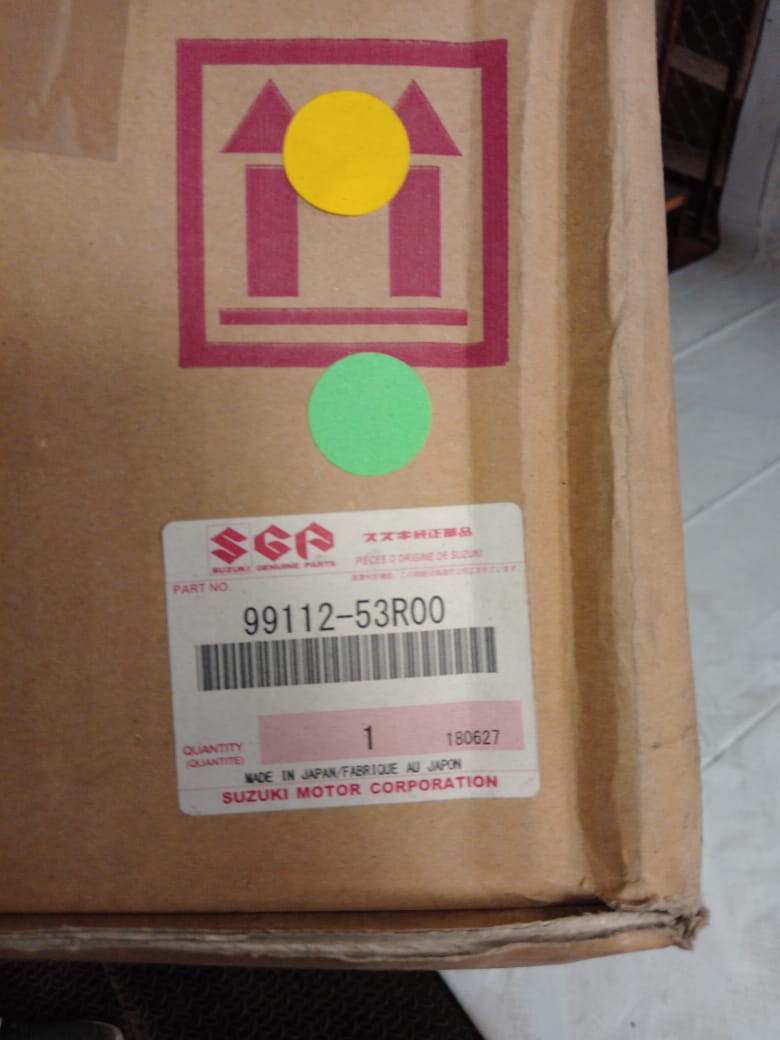 SGP
SUZUKI GENUINE PARTS
スズキ純正部品
PIECES D'ORIGINE DE SUZUKI
PART NO.
99112-53R00
QUANTITY
(QUANTITE)
1
180627
MADE IN JAPAN/FABRIQUE AU JAPON
SUZUKI MOTOR CORPORATION